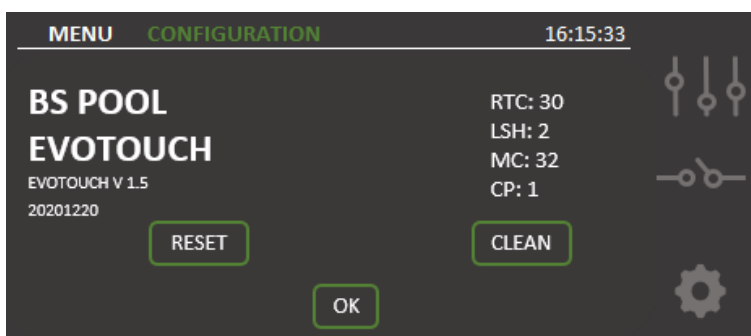 MENU CONFIGURATION 16:15:33
BS POOL
EVOTOUCH
EVOTOUCH V 1.5
20201220
RTC: 30
LSH: 2
MC: 32
CP: 1
RESET
CLEAN
OK